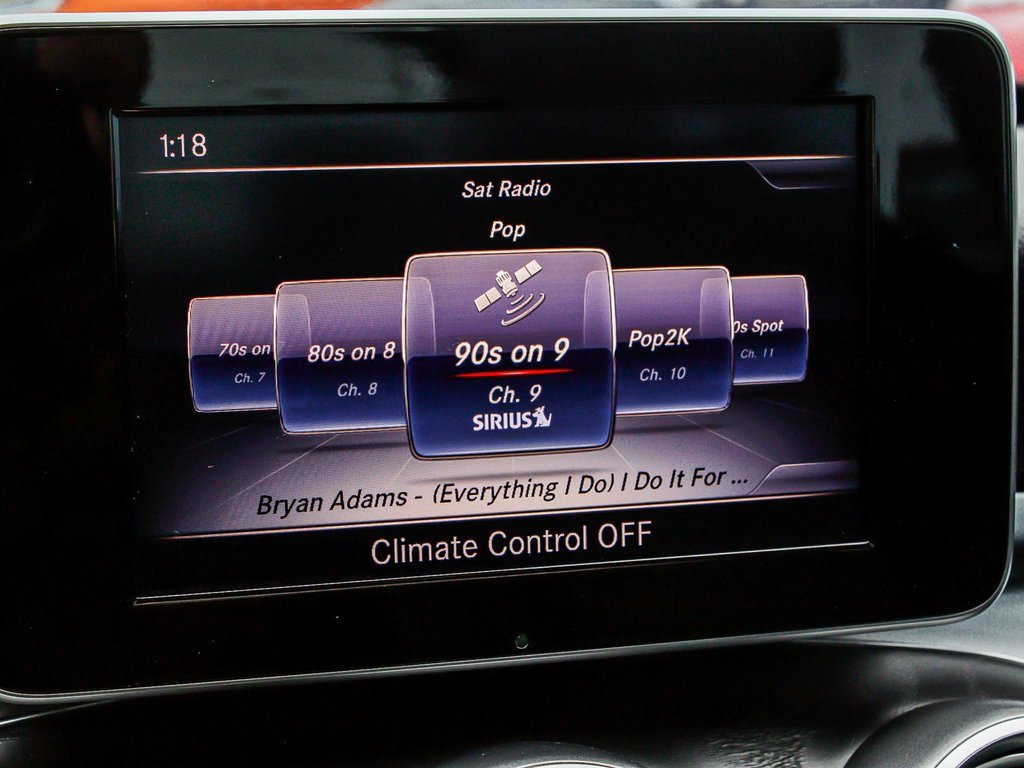 1:18
Sat Radio
Pop
70s on
Ch. 7
80s on 8
Ch. 8
90s on 9
Ch. 9
SIRIUS
Pop2K
Ch. 10
0s Spot
Ch. 11
Bryan Adams - (Everything I Do) I Do It For ...
Climate Control OFF